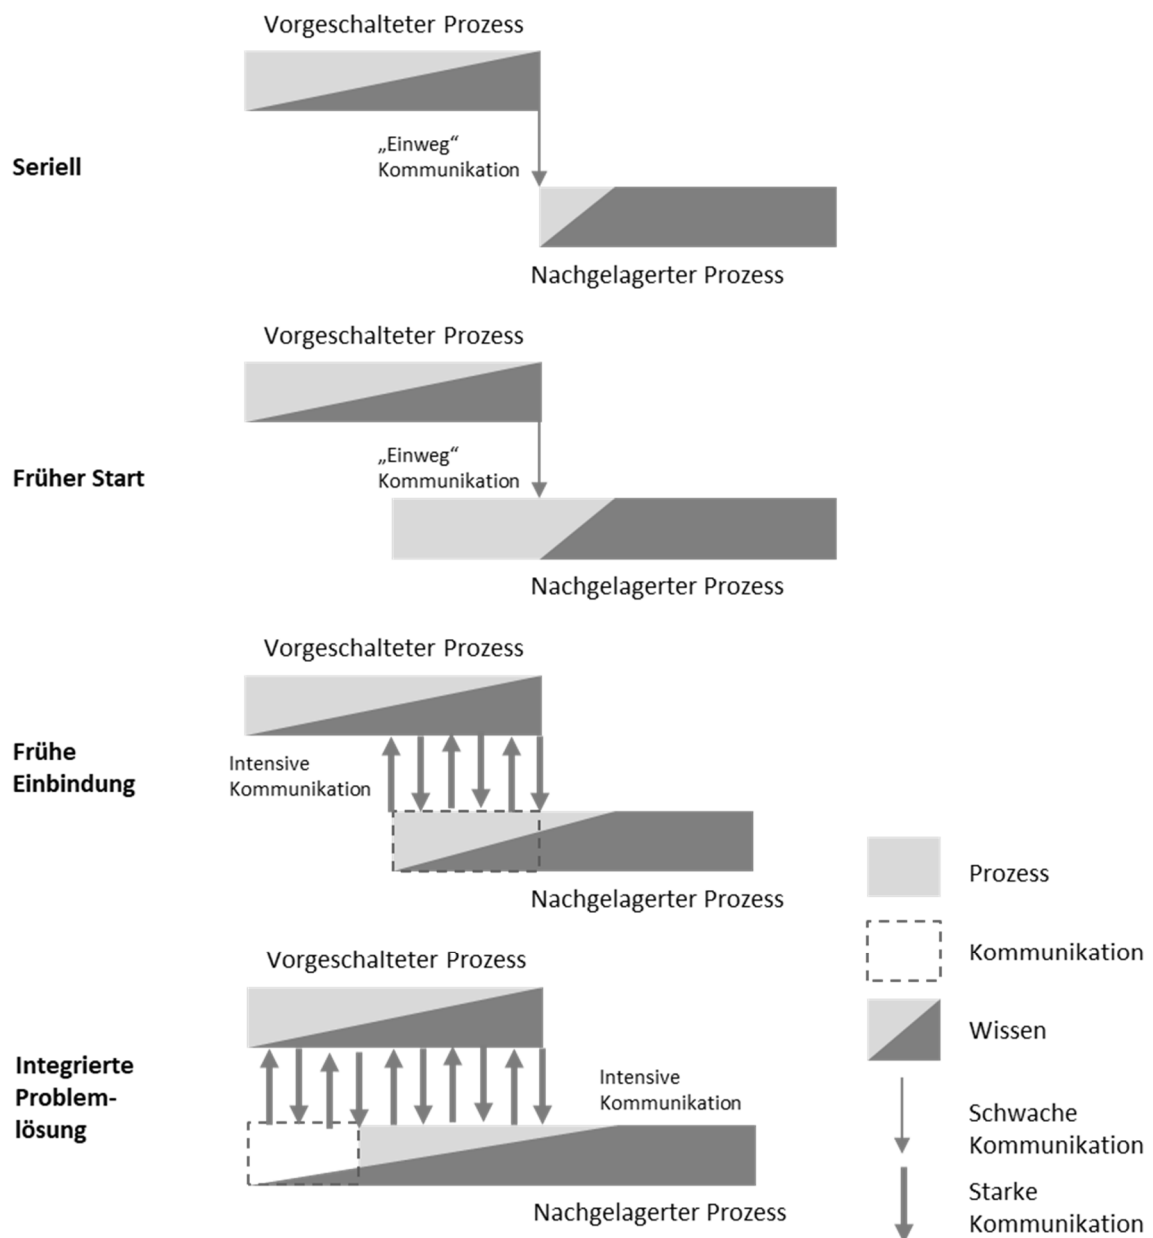 Vorgeschalteter Prozess
„Einweg“
Kommunikation
Seriell
Nachgelagerter Prozess
Vorgeschalteter Prozess
„Einweg“
Kommunikation
Früher Start
Nachgelagerter Prozess
Vorgeschalteter Prozess
Frühe
Einbindung
Intensive
Kommunikation
Nachgelagerter Prozess
Vorgeschalteter Prozess
Integrierte
Problem-
lösung
Intensive
Kommunikation
Nachgelagerter Prozess
Prozess
Kommunikation
Wissen
Schwache
Kommunikation
Starke
Kommunikation